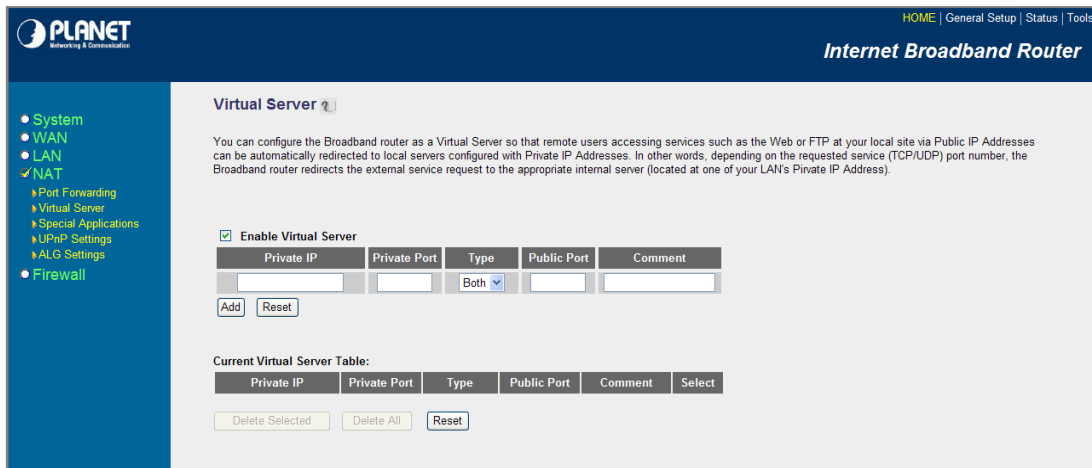 PLANET
Networking & Communication
HOME | General Setup | Status | Tools
Internet Broadband Router
System
WAN
LAN
NAT
Port Forwarding
Virtual Server
Special Applications
UPnP Settings
ALG Settings
Firewall
Virtual Server
You can configure the Broadband router as a Virtual Server so that remote users accessing services such as the Web or FTP at your local site via Public IP Addresses
can be automatically redirected to local servers configured with Private IP Addresses. In other words, depending on the requested service (TCP/UDP) port number, the
Broadband router redirects the external service request to the appropriate internal server (located at one of your LAN's Private IP Address).
Enable Virtual Server
Private IP Private Port Type Public Port Comment
Both
Add Reset
Current Virtual Server Table:
Private IP Private Port Type Public Port Comment Select
Delete Selected Delete All Reset